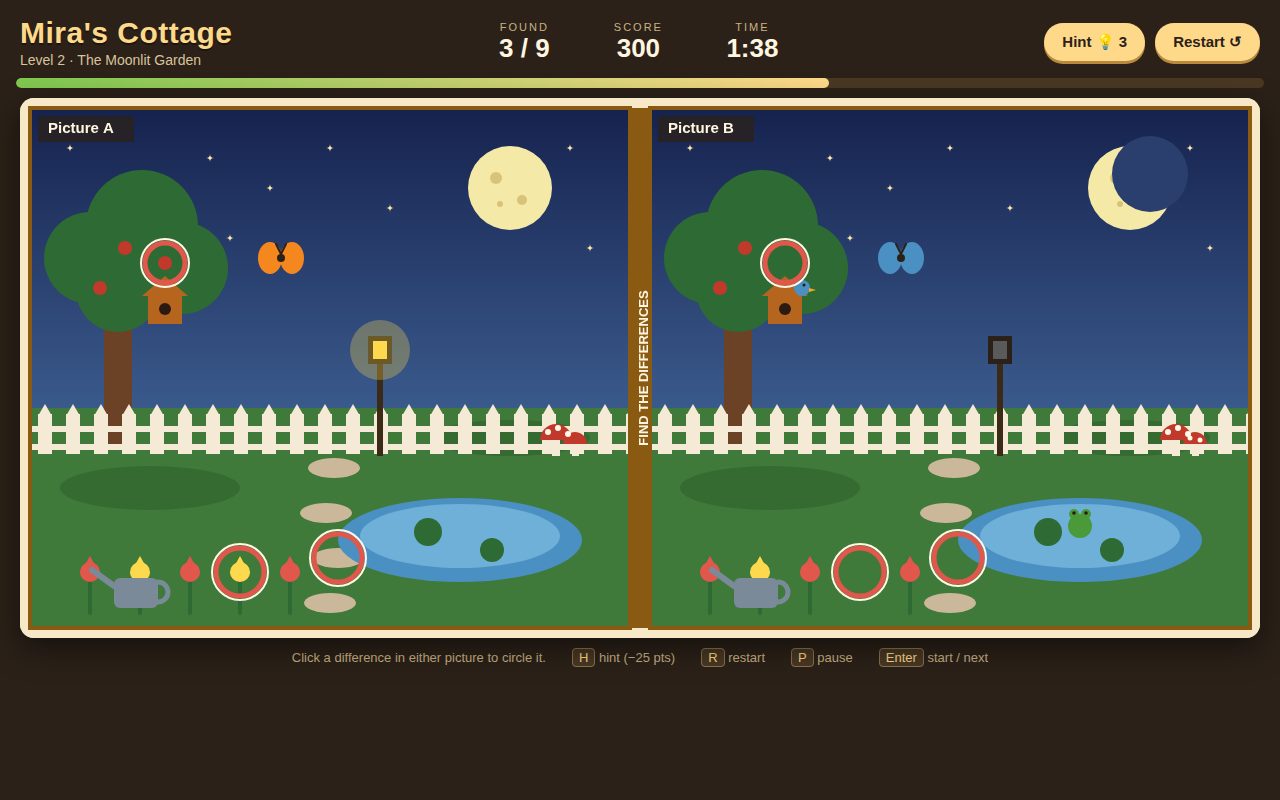 Mira's Cottage
Level 2 · The Moonlit Garden
FOUND
3 / 9
SCORE
300
TIME
1:38
Hint 💡 3
Restart ↺
Picture A
Picture B
FIND THE DIFFERENCES
Click a difference in either picture to circle it.
H hint (−25 pts)
R restart
P pause
Enter start / next